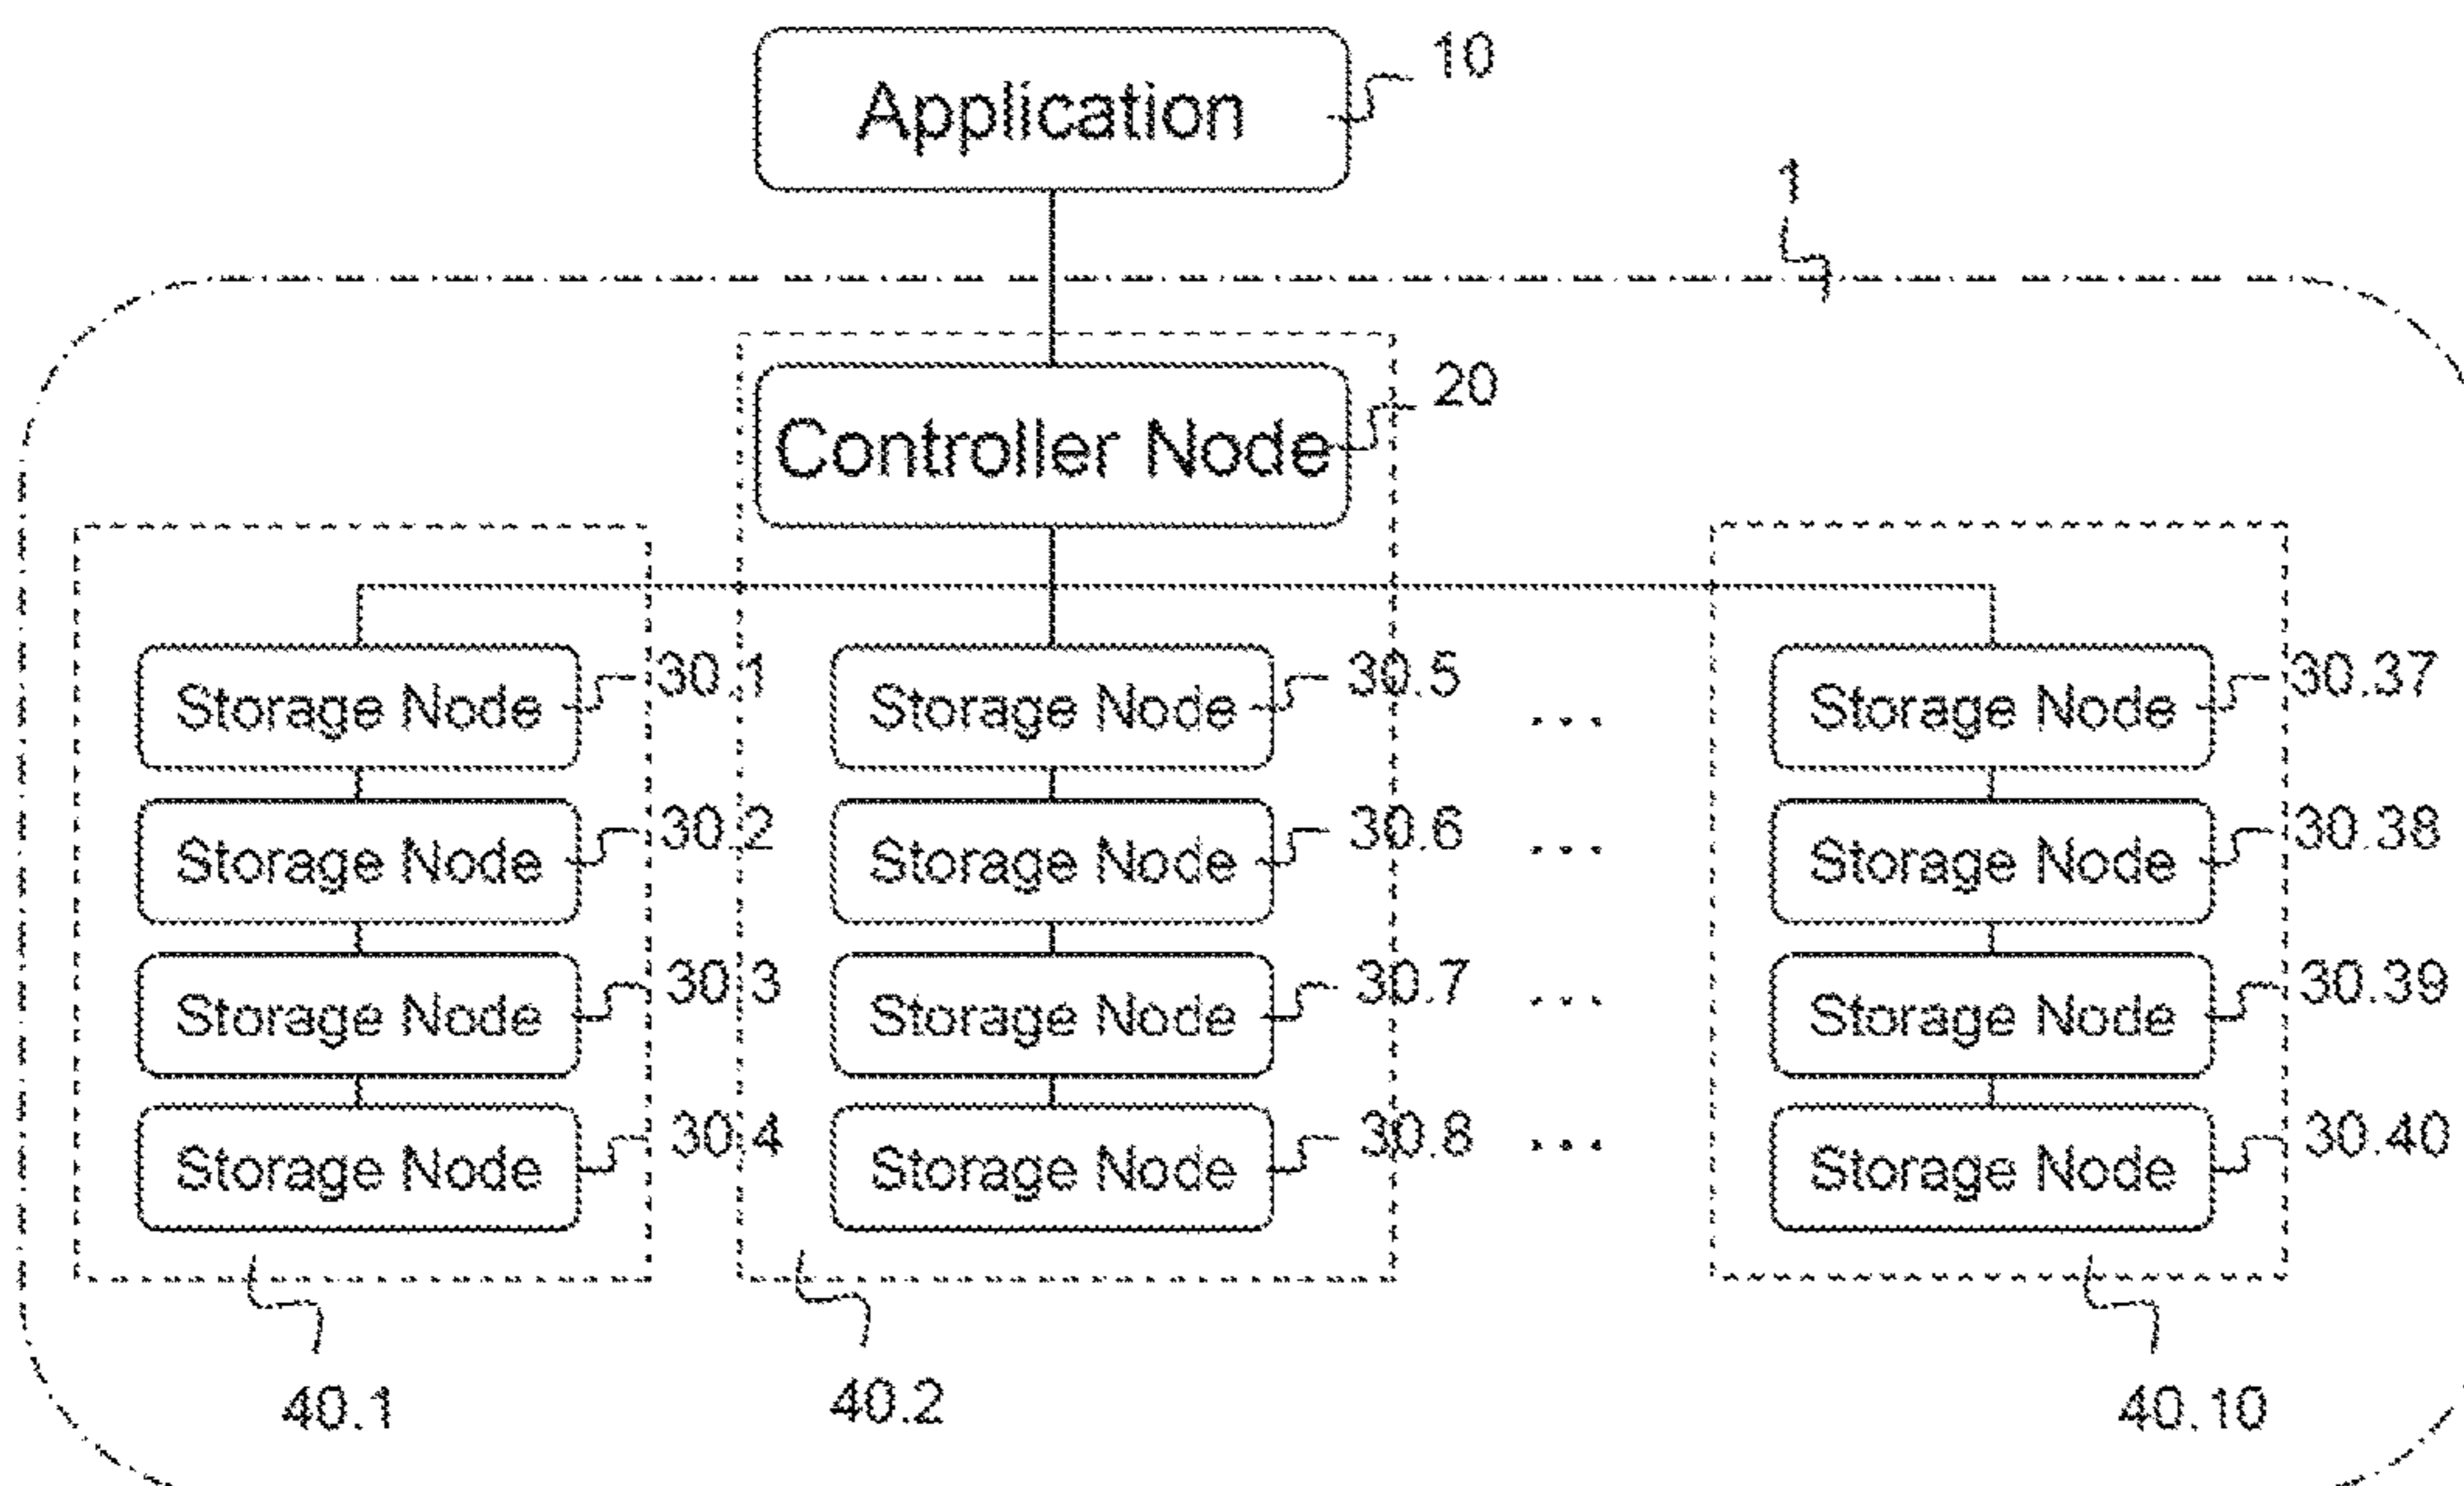 Application 10
1
Controller Node 20
Storage Node 30.1 Storage Node 30.5 ... Storage Node 30.37
Storage Node 30.2 Storage Node 30.6 ... Storage Node 30.38
Storage Node 30.3 Storage Node 30.7 ... Storage Node 30.39
Storage Node 30.4 Storage Node 30.8 ... Storage Node 30.40
40.1 40.2 40.10